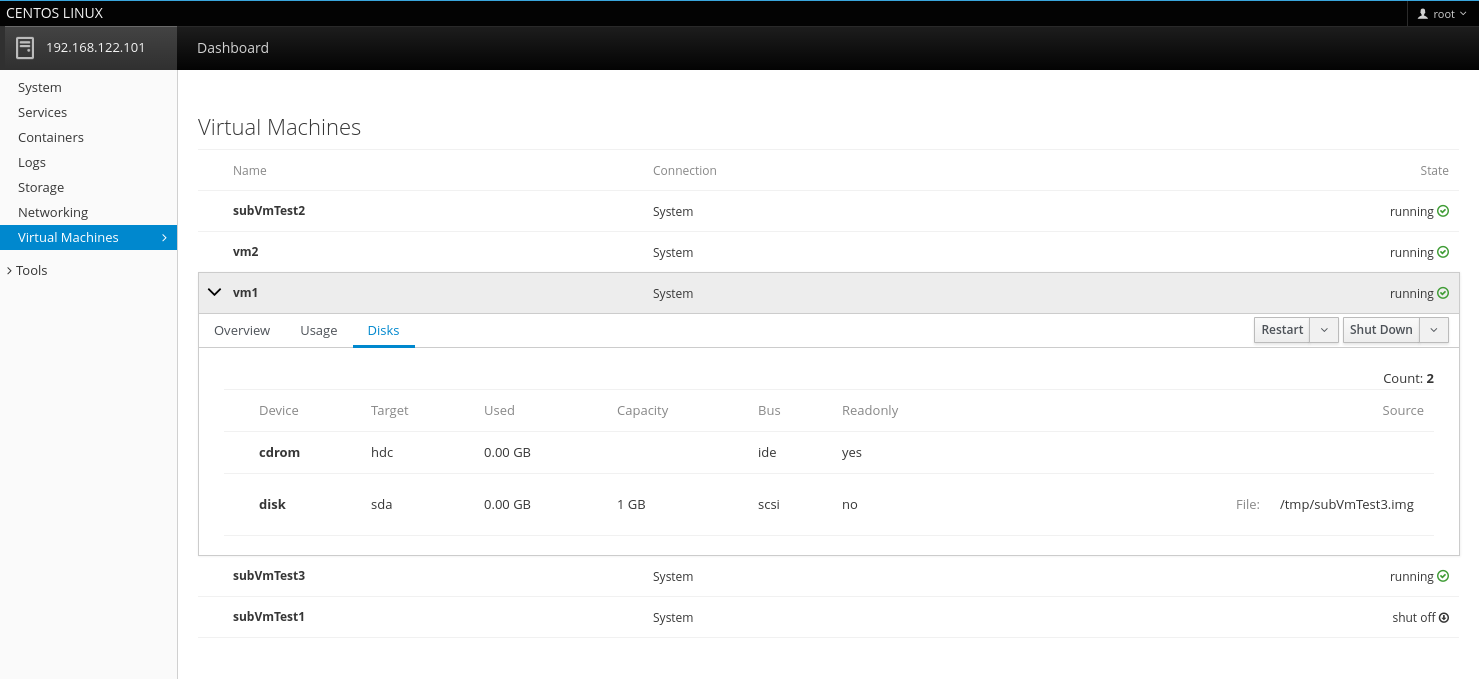 CENTOS LINUX
root
192.168.122.101
Dashboard
System
Services
Containers
Logs
Storage
Networking
Virtual Machines
Tools
Virtual Machines
Name Connection State
subVmTest2 System running
vm2 System running
vm1 System running
Overview Usage Disks Restart Shut Down
Count: 2
Device Target Used Capacity Bus Readonly Source
cdrom hdc 0.00 GB ide yes
disk sda 0.00 GB 1 GB scsi no File: /tmp/subVmTest3.img
subVmTest3 System running
subVmTest1 System shut off